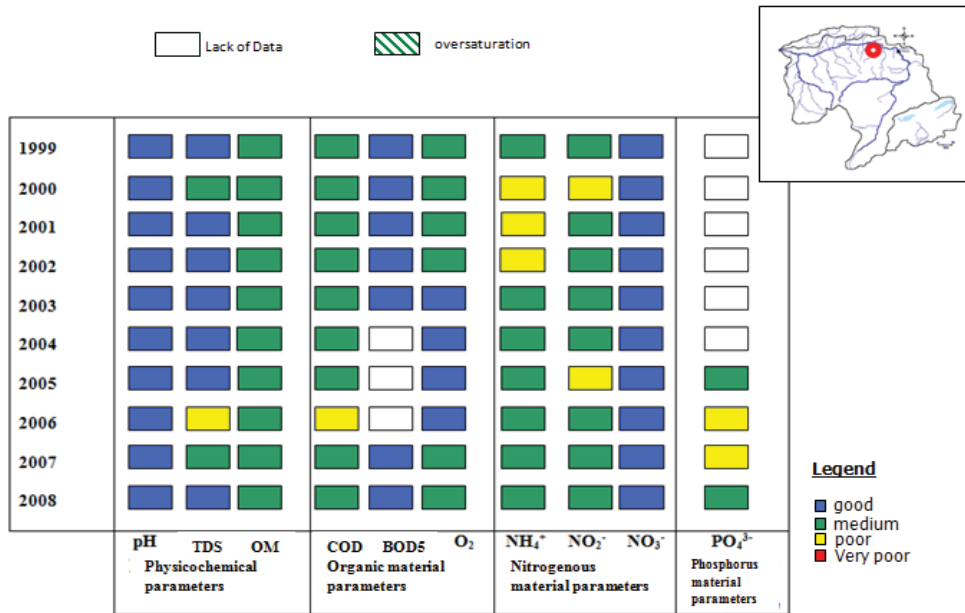 Lack of Data
oversaturation
1999
2000
2001
2002
2003
2004
2005
2006
2007
2008
pH TDS OM COD BOD5 O₂ NH₄⁺ NO₂⁻ NO₃⁻ PO₄³⁻
Physicochemical
parameters
Organic material
parameters
Nitrogenous
material parameters
Phosphorus
material
parameters
Legend
good
medium
poor
Very poor